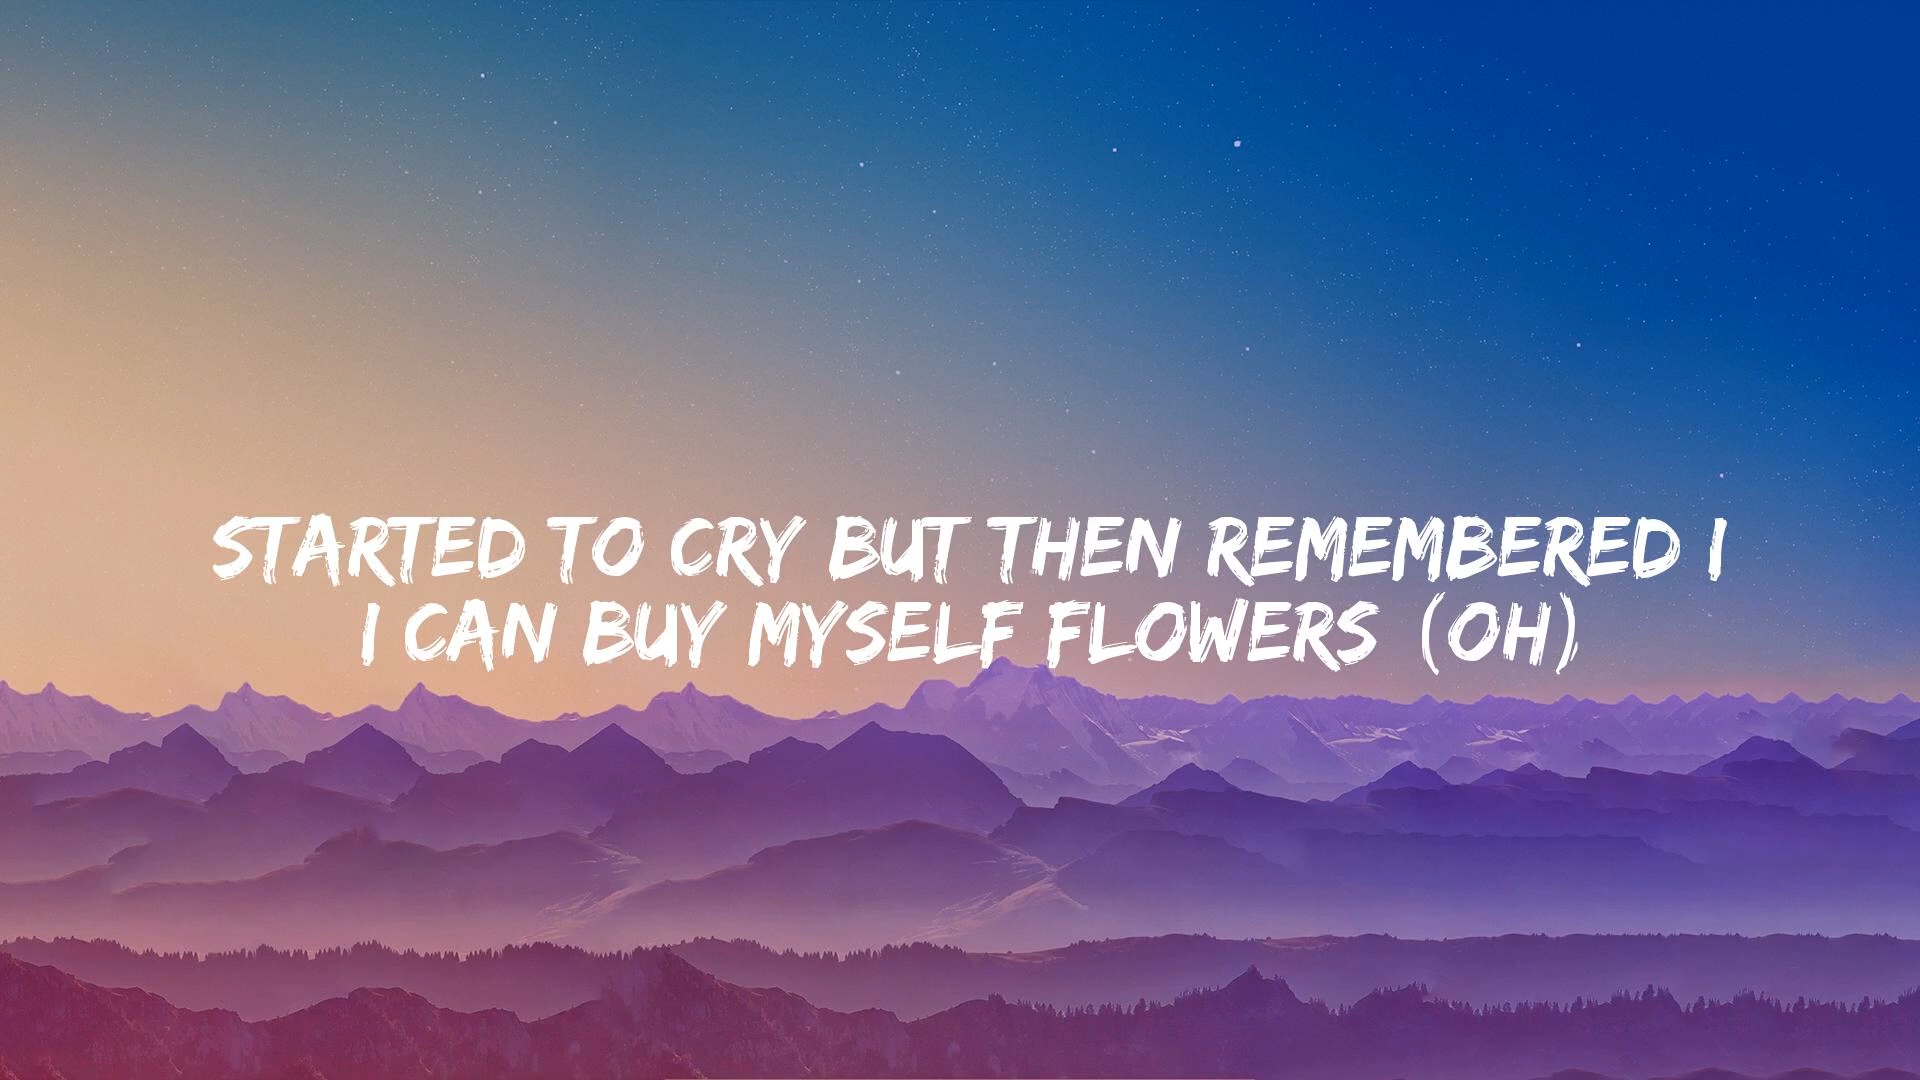 STARTED TO CRY BUT THEN REMEMBERED I
I CAN BUY MYSELF FLOWERS (OH)